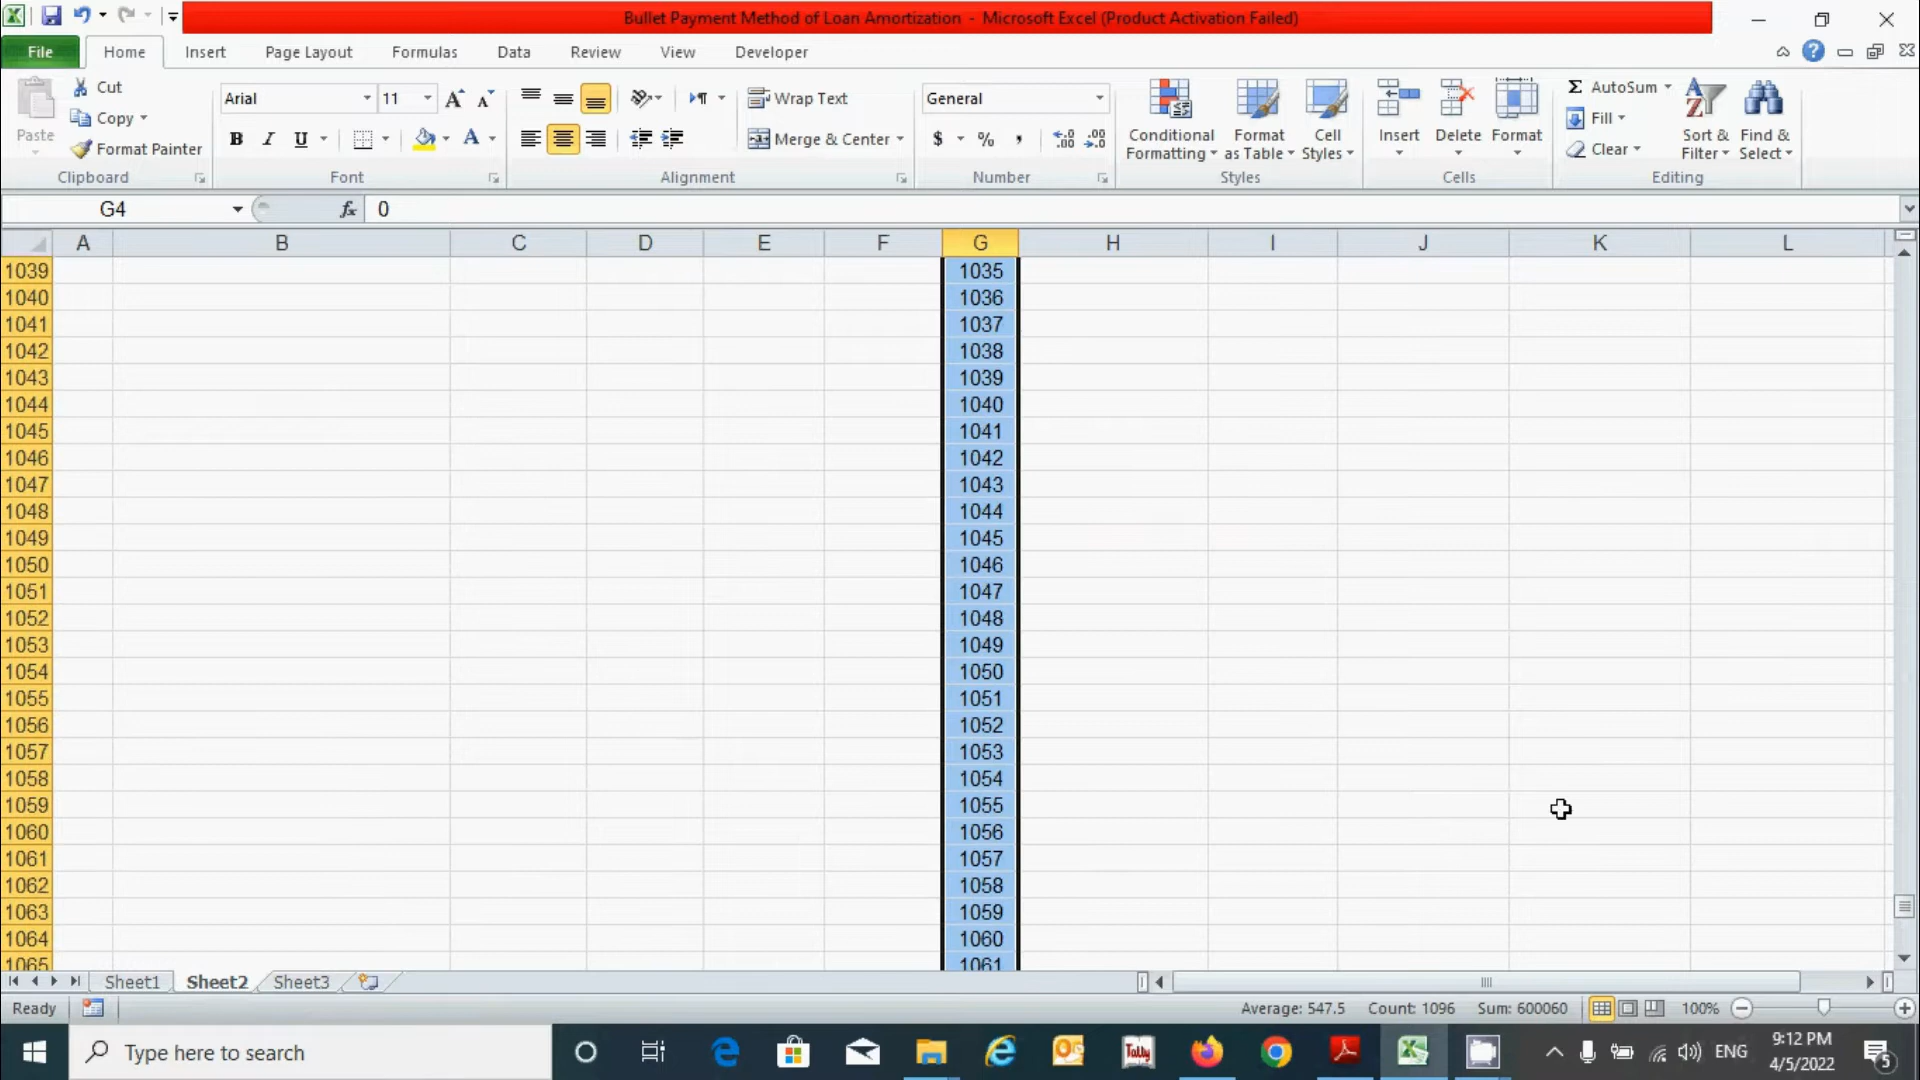 Bullet Payment Method of Loan Amortization - Microsoft Excel (Product Activation Failed)
File Home Insert Page Layout Formulas Data Review View Developer
Paste
Cut
Copy
Format Painter
Clipboard
Arial 11
B I U A
Font
Wrap Text
Merge & Center
Alignment
General
$ % ,
Number
Conditional Formatting
Format as Table
Cell Styles
Styles
Insert Delete Format
Cells
Σ AutoSum
Fill
Clear
Sort & Filter
Find & Select
Editing
G4 fx 0
A B C D E F G H I J K L
1039 1035
1040 1036
1041 1037
1042 1038
1043 1039
1044 1040
1045 1041
1046 1042
1047 1043
1048 1044
1049 1045
1050 1046
1051 1047
1052 1048
1053 1049
1054 1050
1055 1051
1056 1052
1057 1053
1058 1054
1059 1055
1060 1056
1061 1057
1062 1058
1063 1059
1064 1060
1065 1061
Sheet1 Sheet2 Sheet3
Ready Average: 547.5 Count: 1096 Sum: 600060 100%
Type here to search
Tally
ENG
9:12 PM
4/5/2022
5